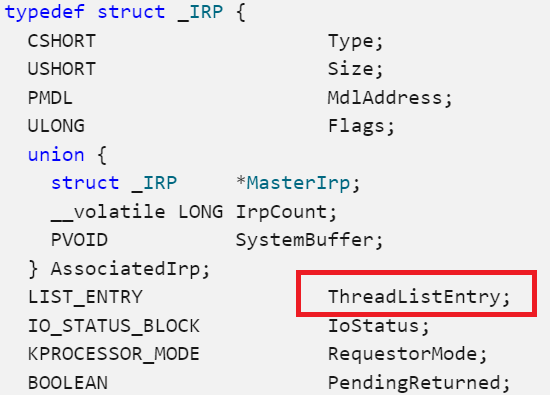 typedef struct _IRP {
CSHORT Type;
USHORT Size;
PMDL MdlAddress;
ULONG Flags;
union {
struct _IRP *MasterIrp;
__volatile LONG IrpCount;
PVOID SystemBuffer;
} AssociatedIrp;
LIST_ENTRY ThreadListEntry;
IO_STATUS_BLOCK IoStatus;
KPROCESSOR_MODE RequestorMode;
BOOLEAN PendingReturned;